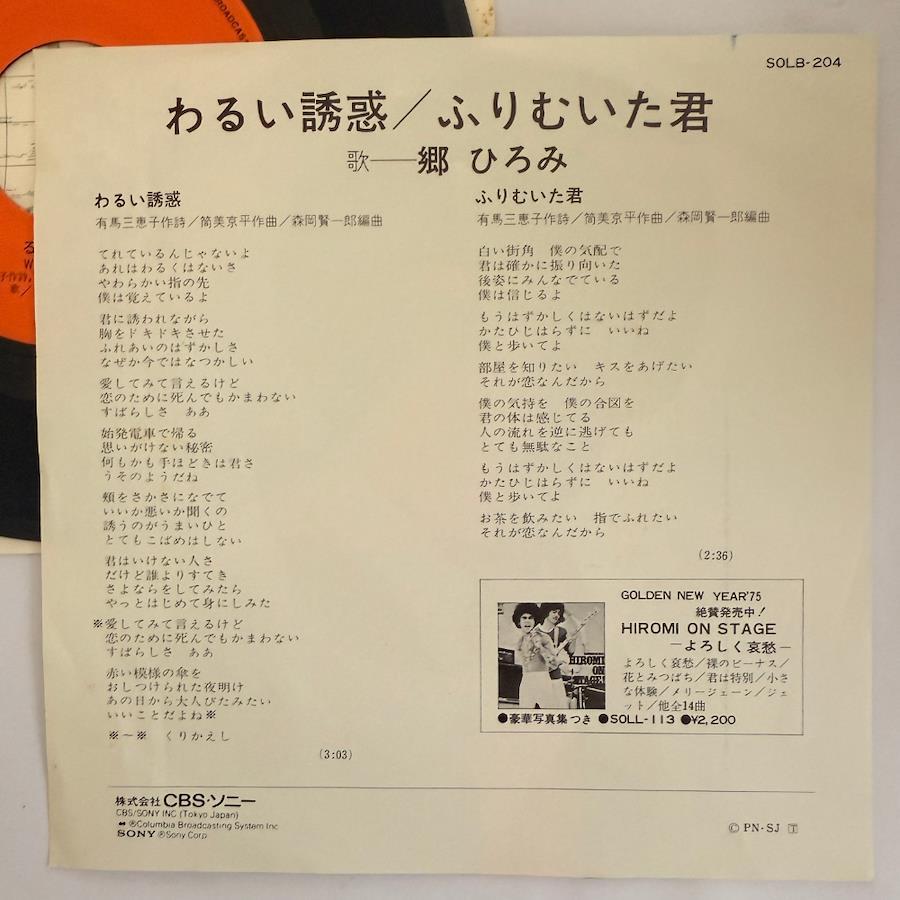 BROADCAST
SOLB-204
わるい誘惑／ふりむいた君
歌──郷 ひろみ
わるい誘惑
有馬三恵子作詩／筒美京平作曲／森岡賢一郎編曲
てれているんじゃないよ
あれはわるくはないさ
やわらかい指の先
僕は覚えているよ
君に誘われながら
胸をドキドキさせた
ふれあいのはずかしさ
なぜか今ではなつかしい
愛してみて言えるけど
恋のために死んでもかまわない
すばらしさ　ああ
始発電車で帰る
思いがけない秘密
何もかも手ほどきは君さ
うそのようだね
頬をさかさになでて
いいか悪いか聞くの
誘うのがうまいひと
とてもこばめはしない
君はいけない人さ
だけど誰よりすてき
さよならをしてみたら
やっとはじめて身にしみた
※愛してみて言えるけど
恋のために死んでもかまわない
すばらしさ　ああ
赤い模様の傘を
おしつけられた夜明け
あの日から大人びたみたい
いいことだよね※
※〜※　くりかえし
(3:03)
ふりむいた君
有馬三恵子作詩／筒美京平作曲／森岡賢一郎編曲
白い街角　僕の気配で
君は確かに振り向いた
後姿にみんなでている
僕は信じるよ
もうはずかしくはないはずだよ
かたひじはらずに　いいね
僕と歩いてよ
部屋を知りたい　キスをあげたい
それが恋なんだから
僕の気持を　僕の合図を
君の体は感じてる
人の流れを逆に逃げても
とても無駄なこと
もうはずかしくはないはずだよ
かたひじはらずに　いいね
僕と歩いてよ
お茶を飲みたい　指でふれたい
それが恋なんだから
(2:36)
GOLDEN NEW YEAR'75
絶賛発売中！
HIROMI ON STAGE
−よろしく哀愁−
よろしく哀愁／裸のビーナス／
花とみつばち／君は特別／小さ
な体験／メリージェーン／ジェ
ット／他全14曲
HIROMI
ON
STAGE!
●豪華写真集つき ●SOLL-113 ●¥2,200
株式会社 CBS・ソニー
CBS/SONY INC (Tokyo Japan)
Ⓟ Columbia Broadcasting System Inc
SONY Ⓟ Sony Corp
© PN・SJ